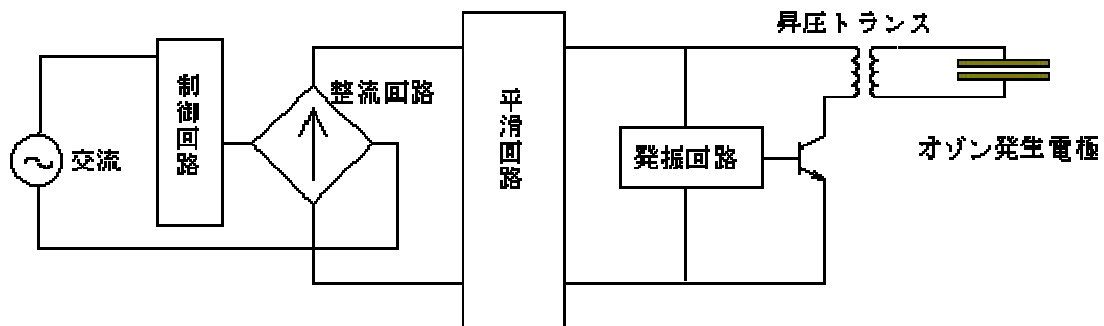 昇圧トランス
制御回路
整流回路
平滑回路
交流
発振回路
オゾン発生電極